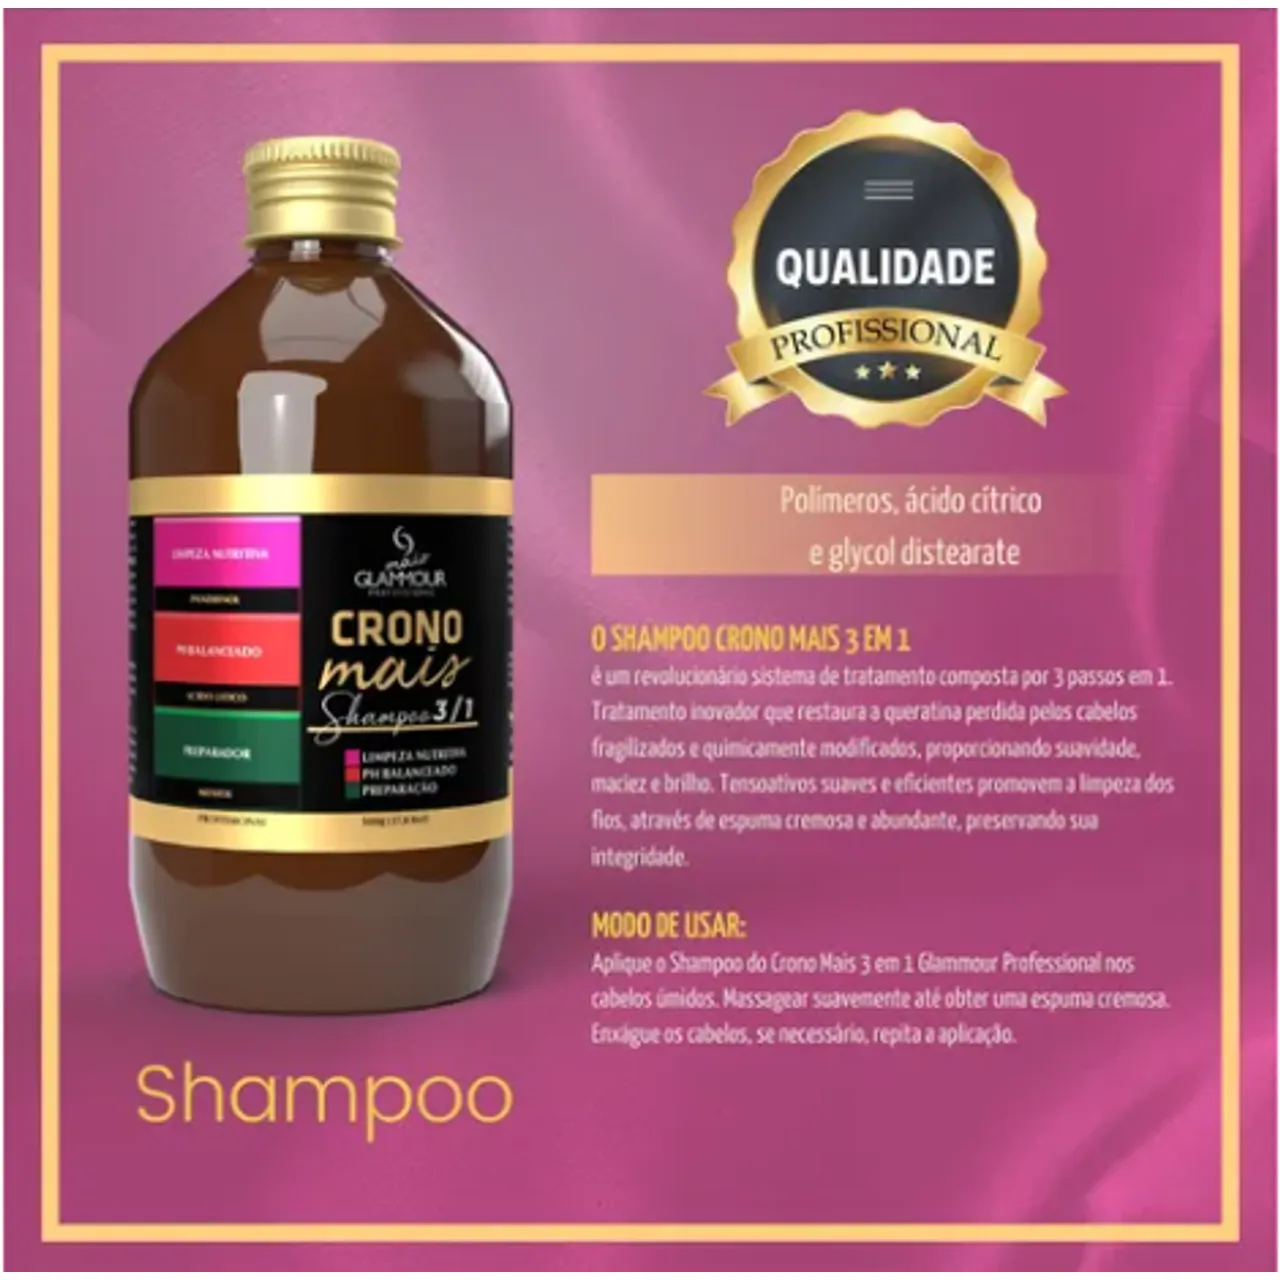 QUALIDADE
PROFISSIONAL
Polímeros, ácido cítrico
e glycol distearate
LIMPEZA NUTRITIVA
PANTHENOL
PH BALANCEADO
ÁCIDO CÍTRICO
PREPARADOR
mais
GLAMMOUR
PROFESSIONAL
CRONO
mais
Shampoo 3/1
LIMPEZA NUTRITIVA
PH BALANCEADO
PREPARAÇÃO
PROFISSIONAL
O SHAMPOO CRONO MAIS 3 EM 1
é um revolucionário sistema de tratamento composta por 3 passos em 1.
Tratamento inovador que restaura a queratina perdida pelos cabelos
fragilizados e quimicamente modificados, proporcionando suavidade,
maciez e brilho. Tensoativos suaves e eficientes promovem a limpeza dos
fios, através de espuma cremosa e abundante, preservando sua
integridade.
MODO DE USAR:
Aplique o Shampoo do Crono Mais 3 em 1 Glammour Professional nos
cabelos úmidos. Massagear suavemente até obter uma espuma cremosa.
Enxágue os cabelos, se necessário, repita a aplicação.
Shampoo